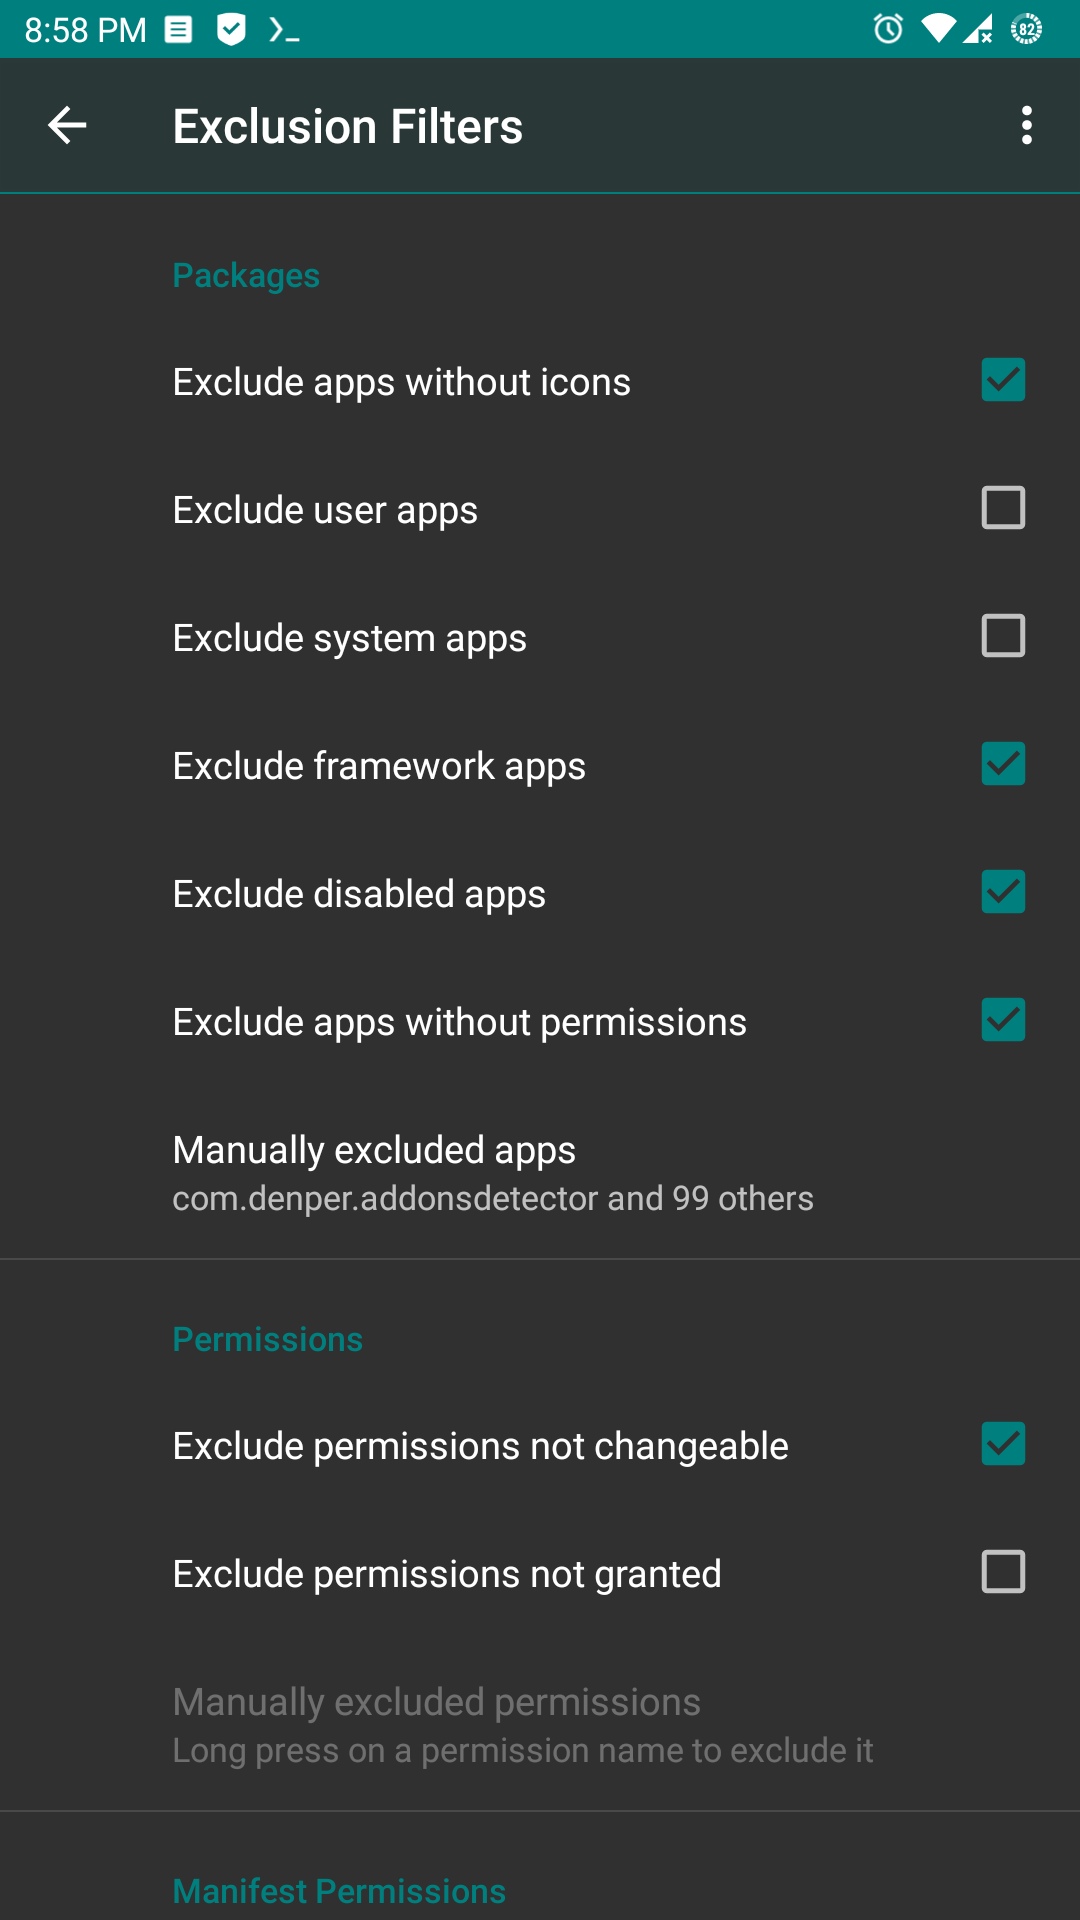 8:58 PM
82
Exclusion Filters
Packages
Exclude apps without icons
Exclude user apps
Exclude system apps
Exclude framework apps
Exclude disabled apps
Exclude apps without permissions
Manually excluded apps
com.denper.addonsdetector and 99 others
Permissions
Exclude permissions not changeable
Exclude permissions not granted
Manually excluded permissions
Long press on a permission name to exclude it
Manifest Permissions